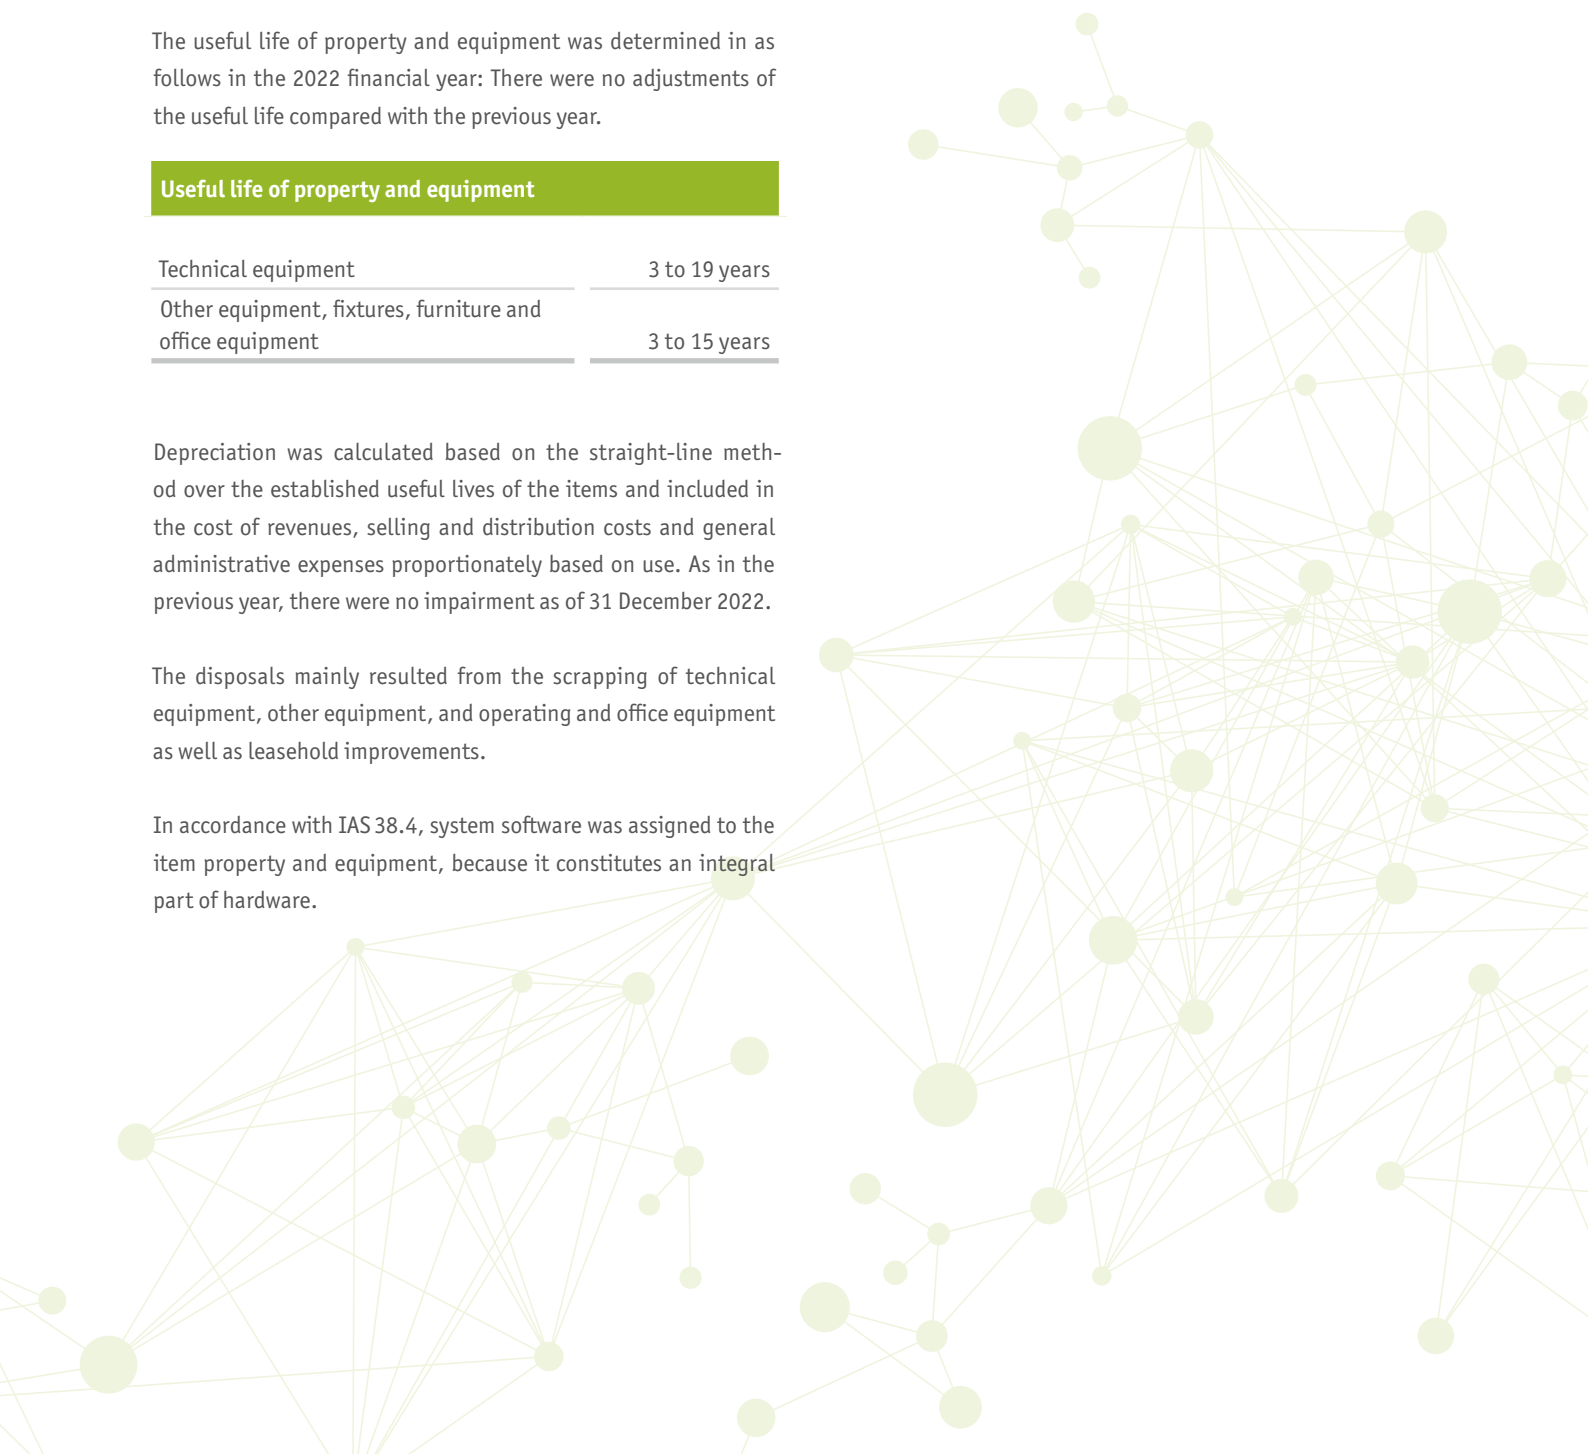 The useful life of property and equipment was determined in as
follows in the 2022 financial year: There were no adjustments of
the useful life compared with the previous year.
Useful life of property and equipment
Technical equipment 3 to 19 years
Other equipment, fixtures, furniture and
office equipment 3 to 15 years
Depreciation was calculated based on the straight-line meth-
od over the established useful lives of the items and included in
the cost of revenues, selling and distribution costs and general
administrative expenses proportionately based on use. As in the
previous year, there were no impairment as of 31 December 2022.
The disposals mainly resulted from the scrapping of technical
equipment, other equipment, and operating and office equipment
as well as leasehold improvements.
In accordance with IAS 38.4, system software was assigned to the
item property and equipment, because it constitutes an integral
part of hardware.